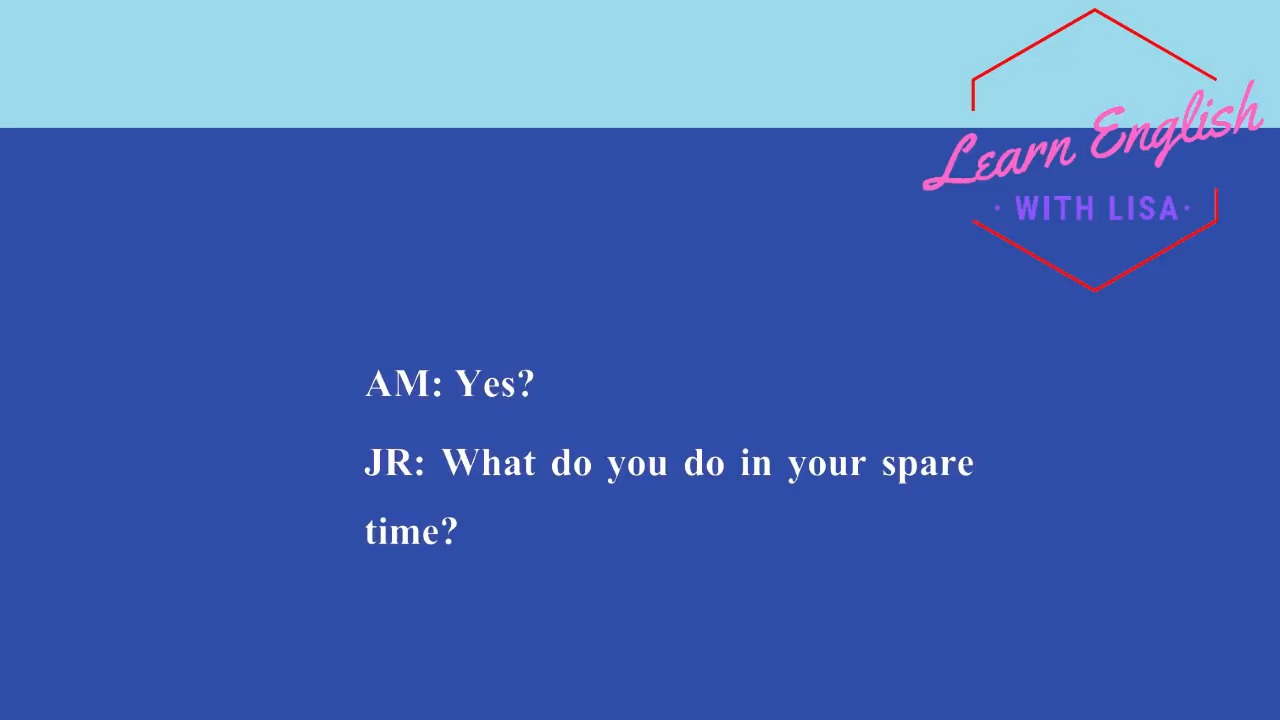 Learn English
· WITH LISA ·
AM: Yes?
JR: What do you do in your spare
time?